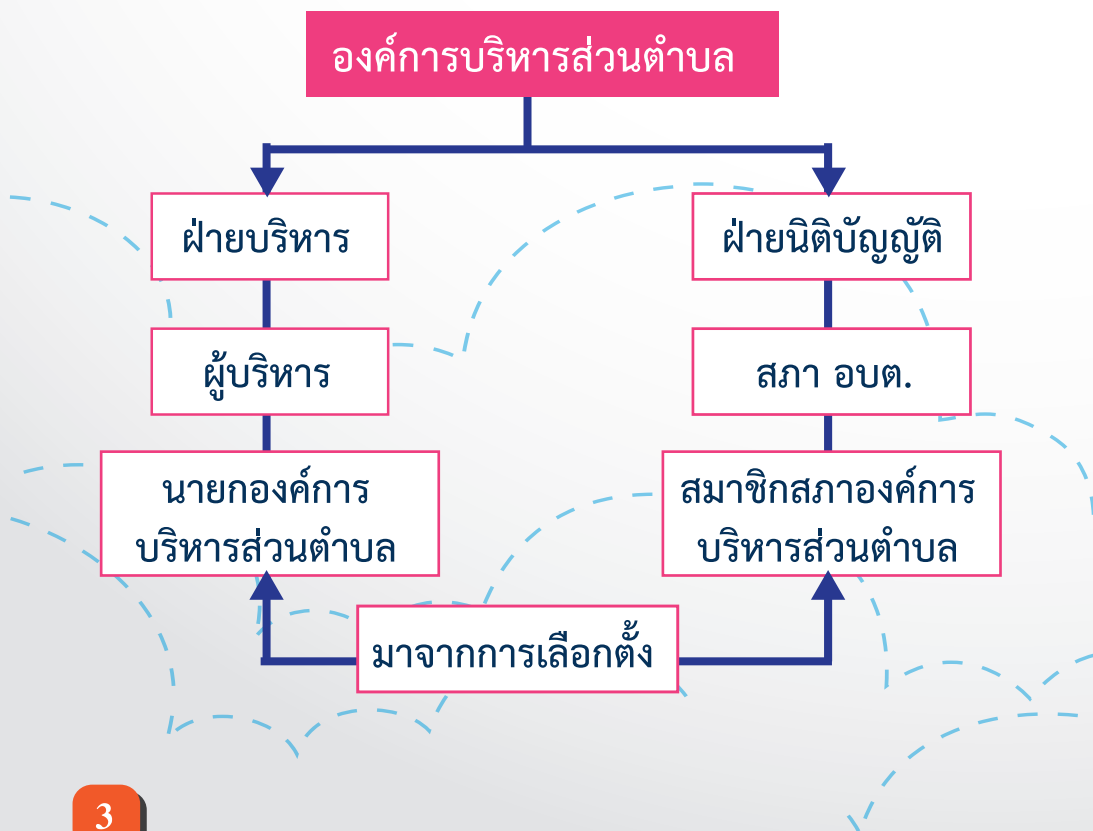 องค์การบริหารส่วนตำบล
ฝ่ายบริหาร
ฝ่ายนิติบัญญัติ
ผู้บริหาร
สภา อบต.
นายกองค์การ
บริหารส่วนตำบล
สมาชิกสภาองค์การ
บริหารส่วนตำบล
มาจากการเลือกตั้ง
3